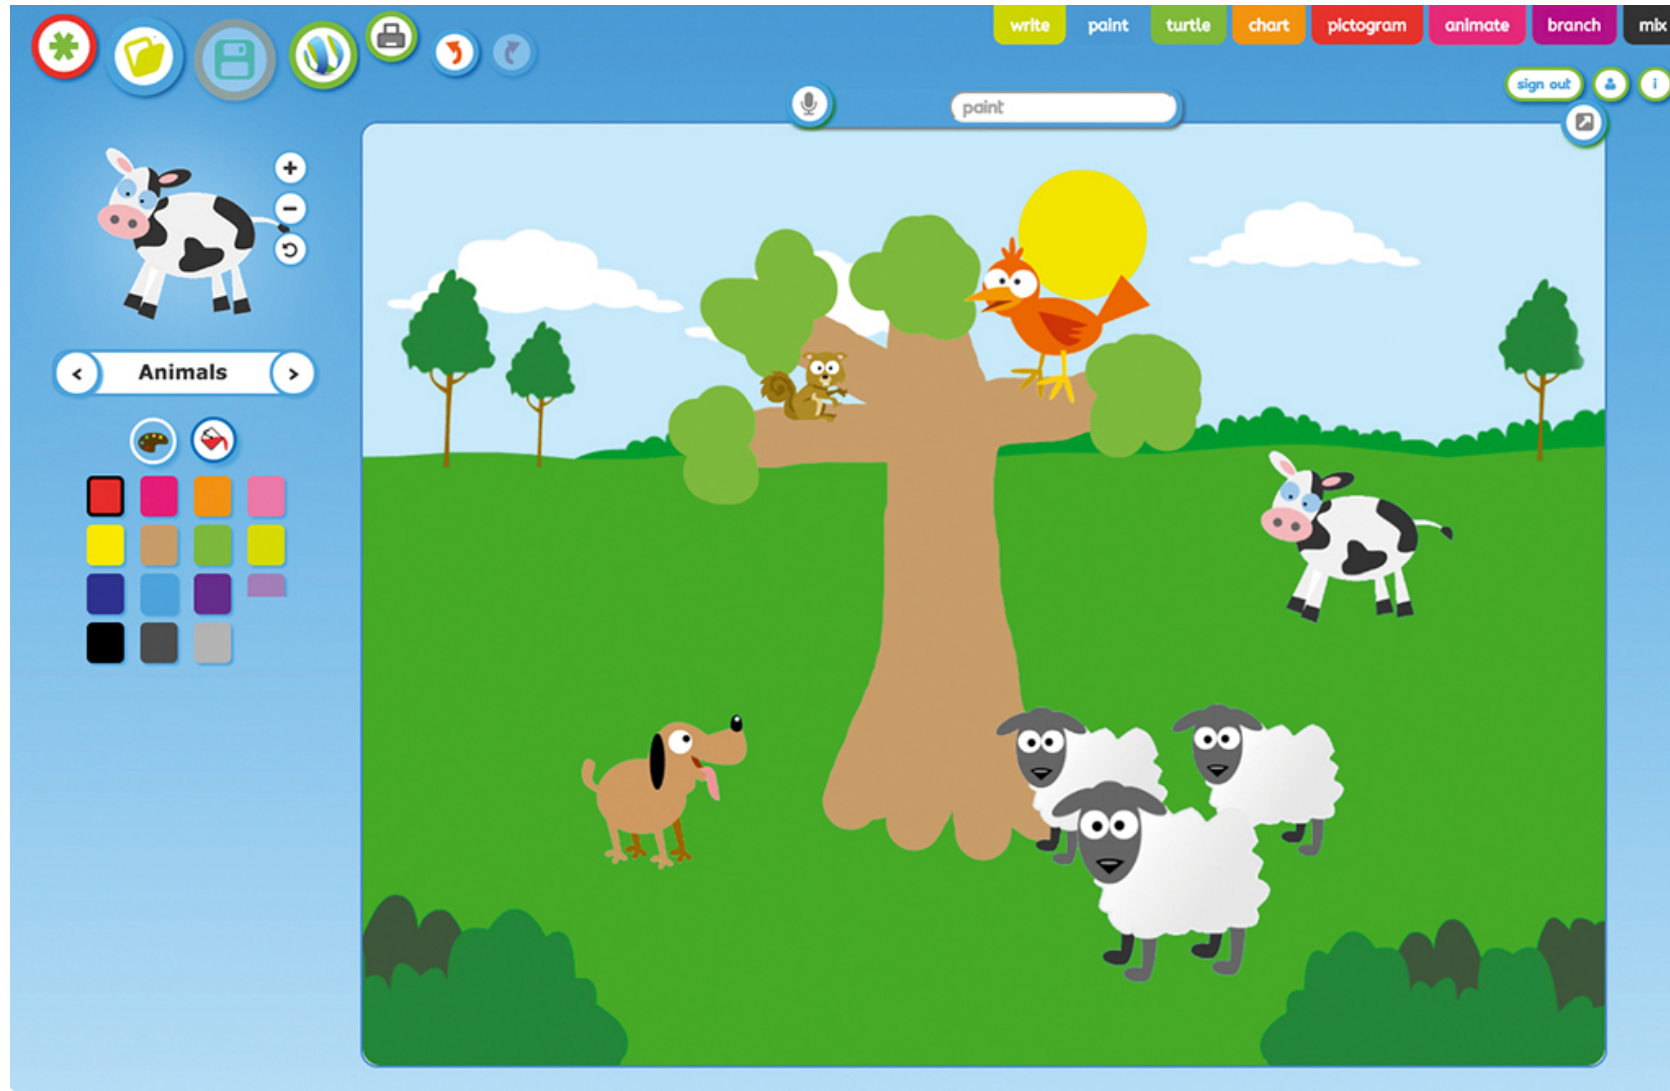 write
paint
turtle
chart
pictogram
animate
branch
mix
sign out
i
paint
Animals